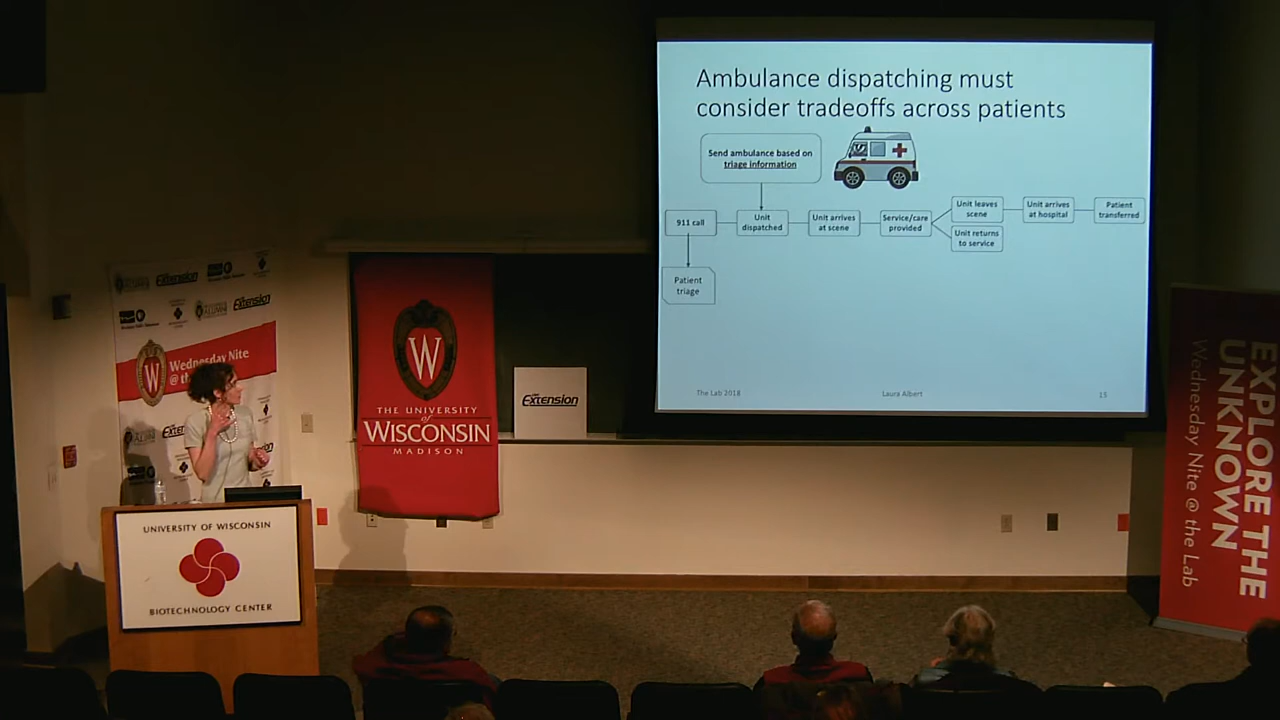 Ambulance dispatching must
consider tradeoffs across patients
Send ambulance based on
triage information
911 call
Unit
dispatched
Unit arrives
at scene
Service/care
provided
Unit leaves
scene
Unit returns
to service
Unit arrives
at hospital
Patient
transferred
Patient
triage
The Lab 2018
Laura Albert
15
Extension
Extension
Wednesday Nite
@ th
W
THE UNIVERSITY
of
WISCONSIN
MADISON
W
Extension
UNIVERSITY OF WISCONSIN
BIOTECHNOLOGY CENTER
EXPLORE THE
UNKNOWN
Wednesday Nite @ the Lab